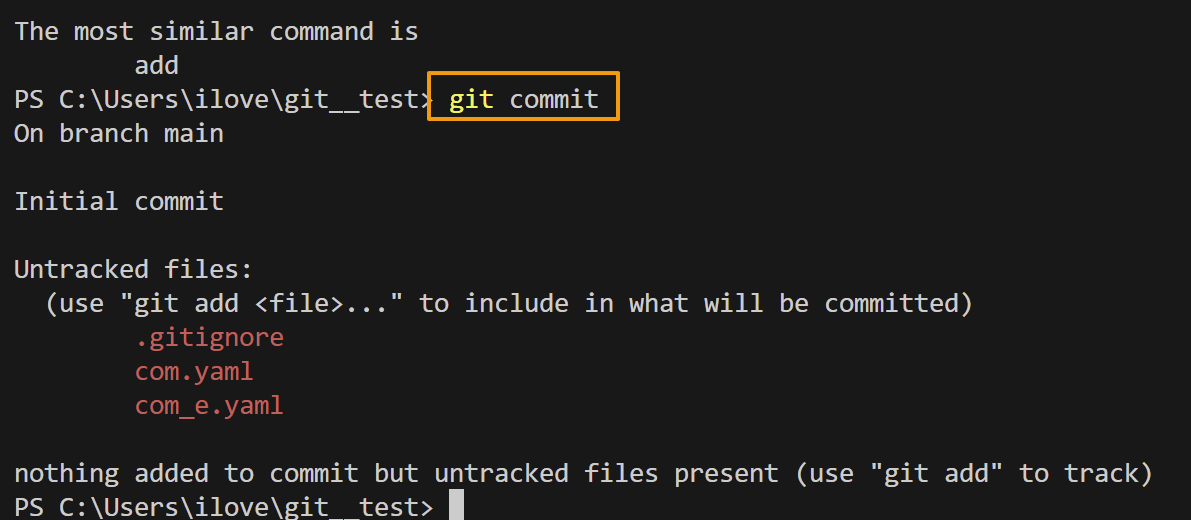 The most similar command is
        add
PS C:\Users\ilove\git__test> git commit
On branch main

Initial commit

Untracked files:
  (use "git add <file>..." to include in what will be committed)
        .gitignore
        com.yaml
        com_e.yaml

nothing added to commit but untracked files present (use "git add" to track)
PS C:\Users\ilove\git__test>